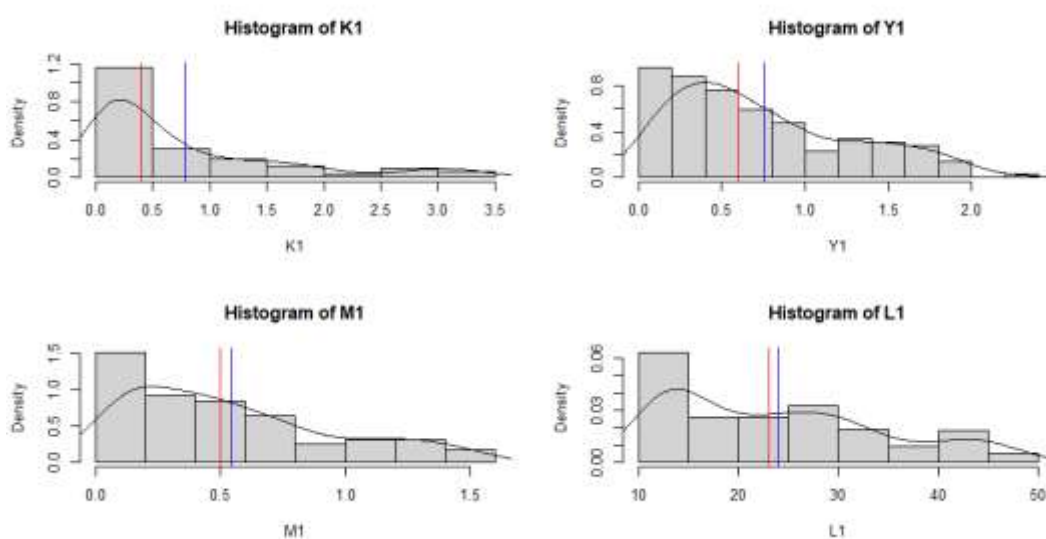 Histogram of K1
Density
0.0 0.4 0.8 1.2
0.0 0.5 1.0 1.5 2.0 2.5 3.0 3.5
K1
Histogram of Y1
Density
0.0 0.4 0.8
0.0 0.5 1.0 1.5 2.0
Y1
Histogram of M1
Density
0.0 0.5 1.0 1.5
0.0 0.5 1.0 1.5
M1
Histogram of L1
Density
0.00 0.03 0.06
10 20 30 40 50
L1